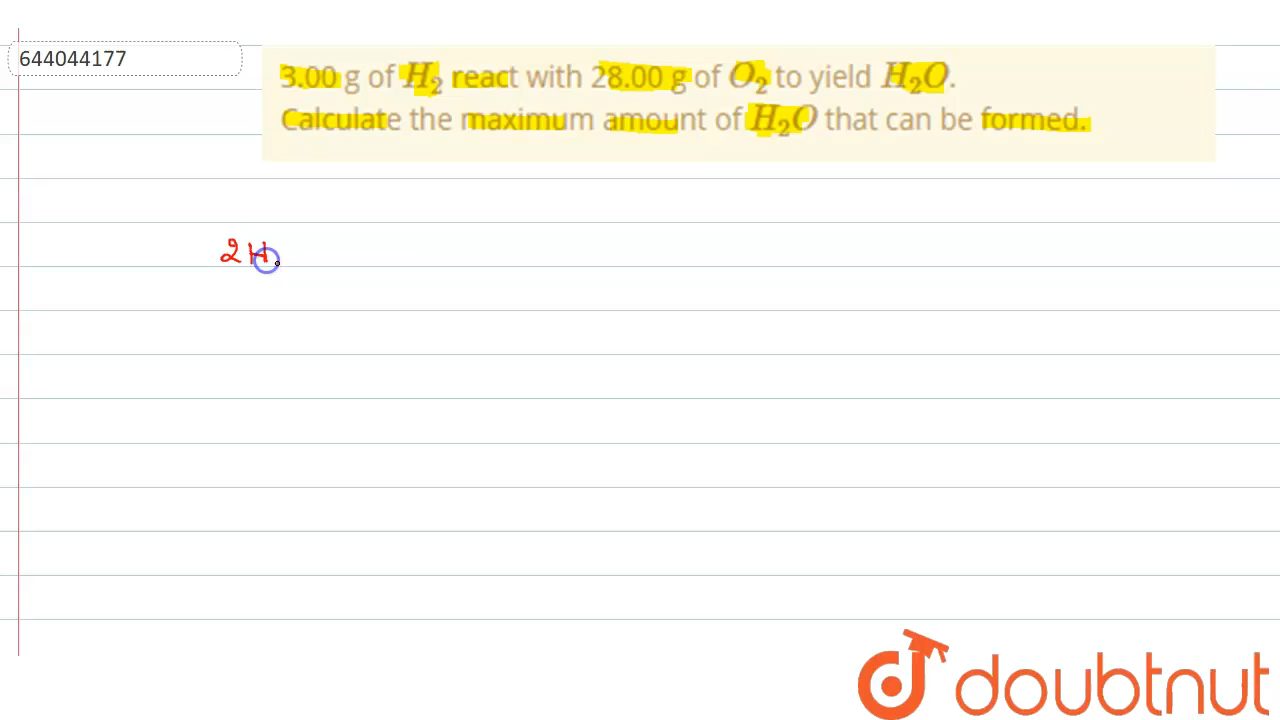 644044177
3.00 g of H₂ react with 28.00 g of O₂ to yield H₂O.
Calculate the maximum amount of H₂O that can be formed.
2H
doubtnut